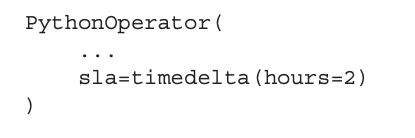 PythonOperator(
    ...
    sla=timedelta(hours=2)
)